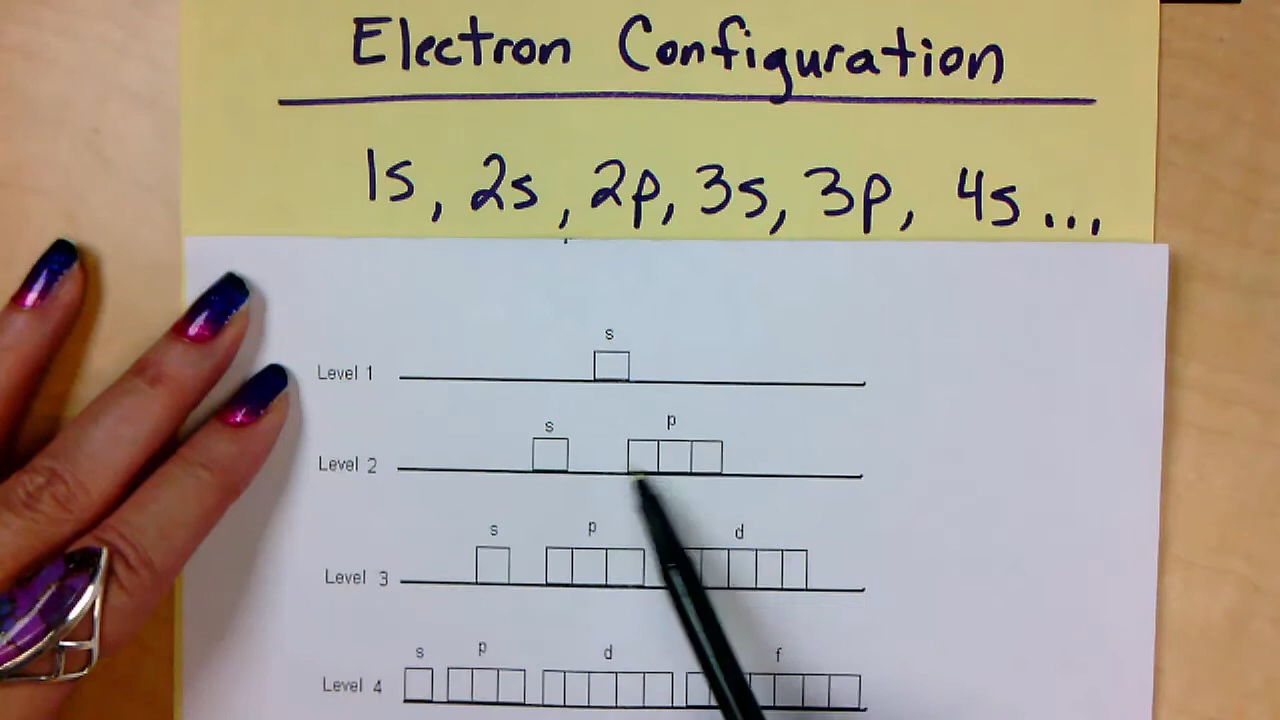 Electron Configuration
1s, 2s, 2p, 3s, 3p, 4s...
s
Level 1
s p
Level 2
s p d
Level 3
s p d f
Level 4